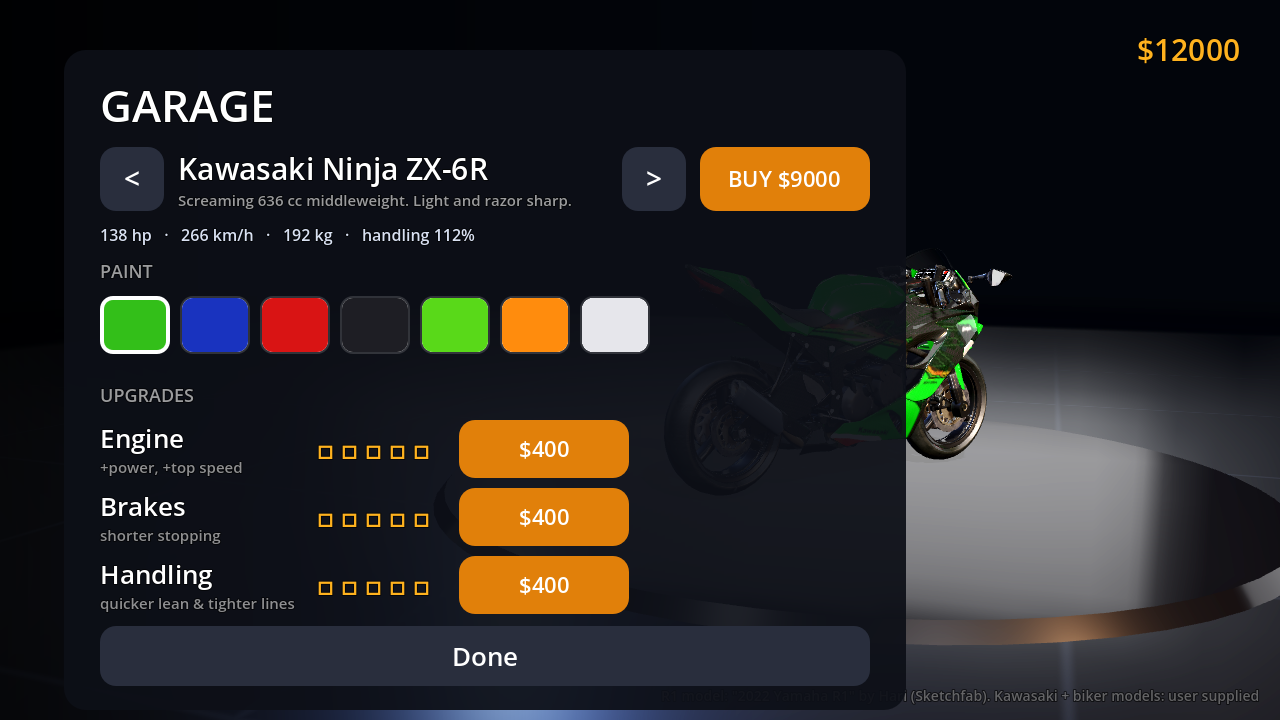 $12000
GARAGE
<
Kawasaki Ninja ZX-6R
Screaming 636 cc middleweight. Light and razor sharp.
>
BUY $9000
138 hp · 266 km/h · 192 kg · handling 112%
PAINT
UPGRADES
Engine
+power, +top speed
$400
Brakes
shorter stopping
$400
Handling
quicker lean & tighter lines
$400
Done
(Sketchfab). Kawasaki + biker models: user supplied